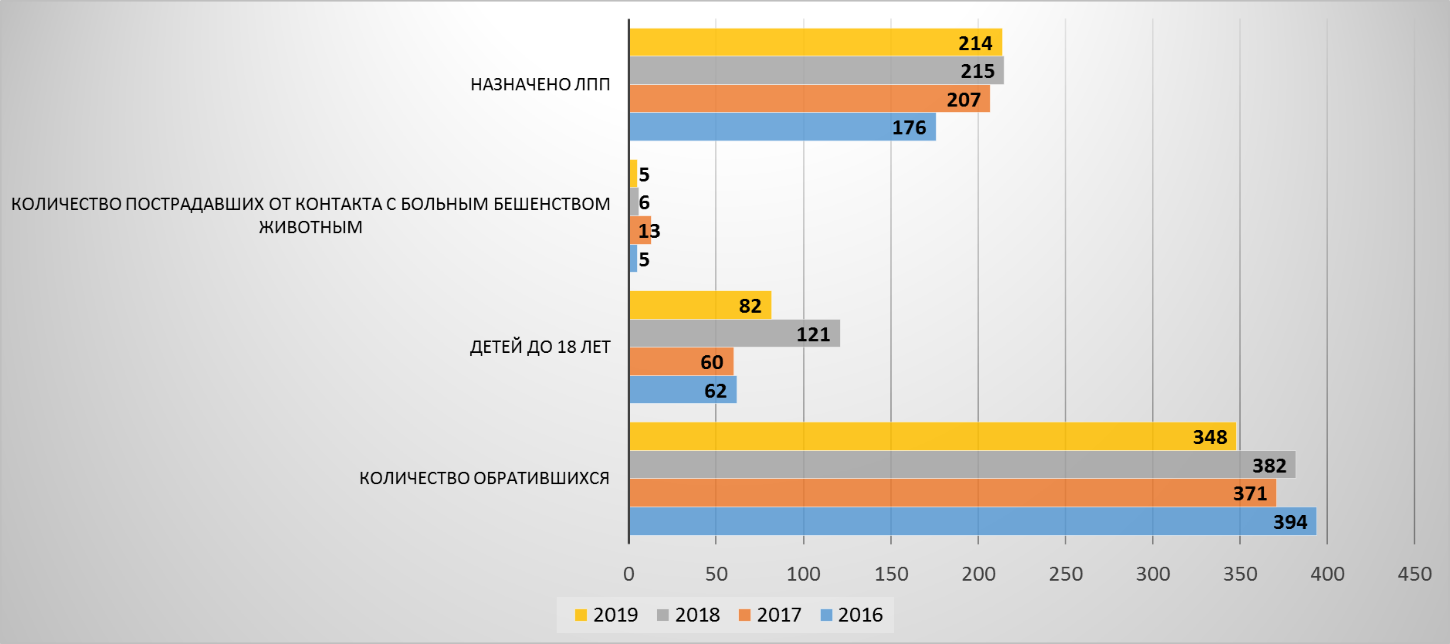 НАЗНАЧЕНО ЛПП
214
215
207
176
КОЛИЧЕСТВО ПОСТРАДАВШИХ ОТ КОНТАКТА С БОЛЬНЫМ БЕШЕНСТВОМ
ЖИВОТНЫМ
5
6
13
5
ДЕТЕЙ ДО 18 ЛЕТ
82
121
60
62
КОЛИЧЕСТВО ОБРАТИВШИХСЯ
348
382
371
394
0 50 100 150 200 250 300 350 400 450
2019 2018 2017 2016